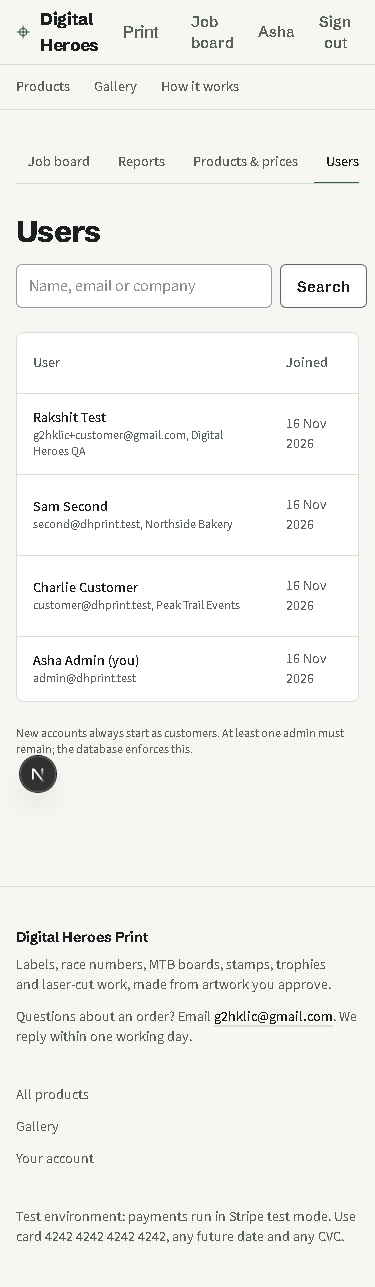 Digital Heroes Print Job board Asha Sign out
Products Gallery How it works
Job board Reports Products & prices Users
Users
Name, email or company Search
User Joined
Rakshit Test
g2hklic+customer@gmail.com, Digital
Heroes QA
16 Nov
2026
Sam Second
second@dhprint.test, Northside Bakery
16 Nov
2026
Charlie Customer
customer@dhprint.test, Peak Trail Events
16 Nov
2026
Asha Admin (you)
admin@dhprint.test
16 Nov
2026
New accounts always start as customers. At least one admin must
remain; the database enforces this.
N
Digital Heroes Print
Labels, race numbers, MTB boards, stamps, trophies
and laser-cut work, made from artwork you approve.
Questions about an order? Email g2hklic@gmail.com. We
reply within one working day.
All products
Gallery
Your account
Test environment: payments run in Stripe test mode. Use
card 4242 4242 4242 4242, any future date and any CVC.